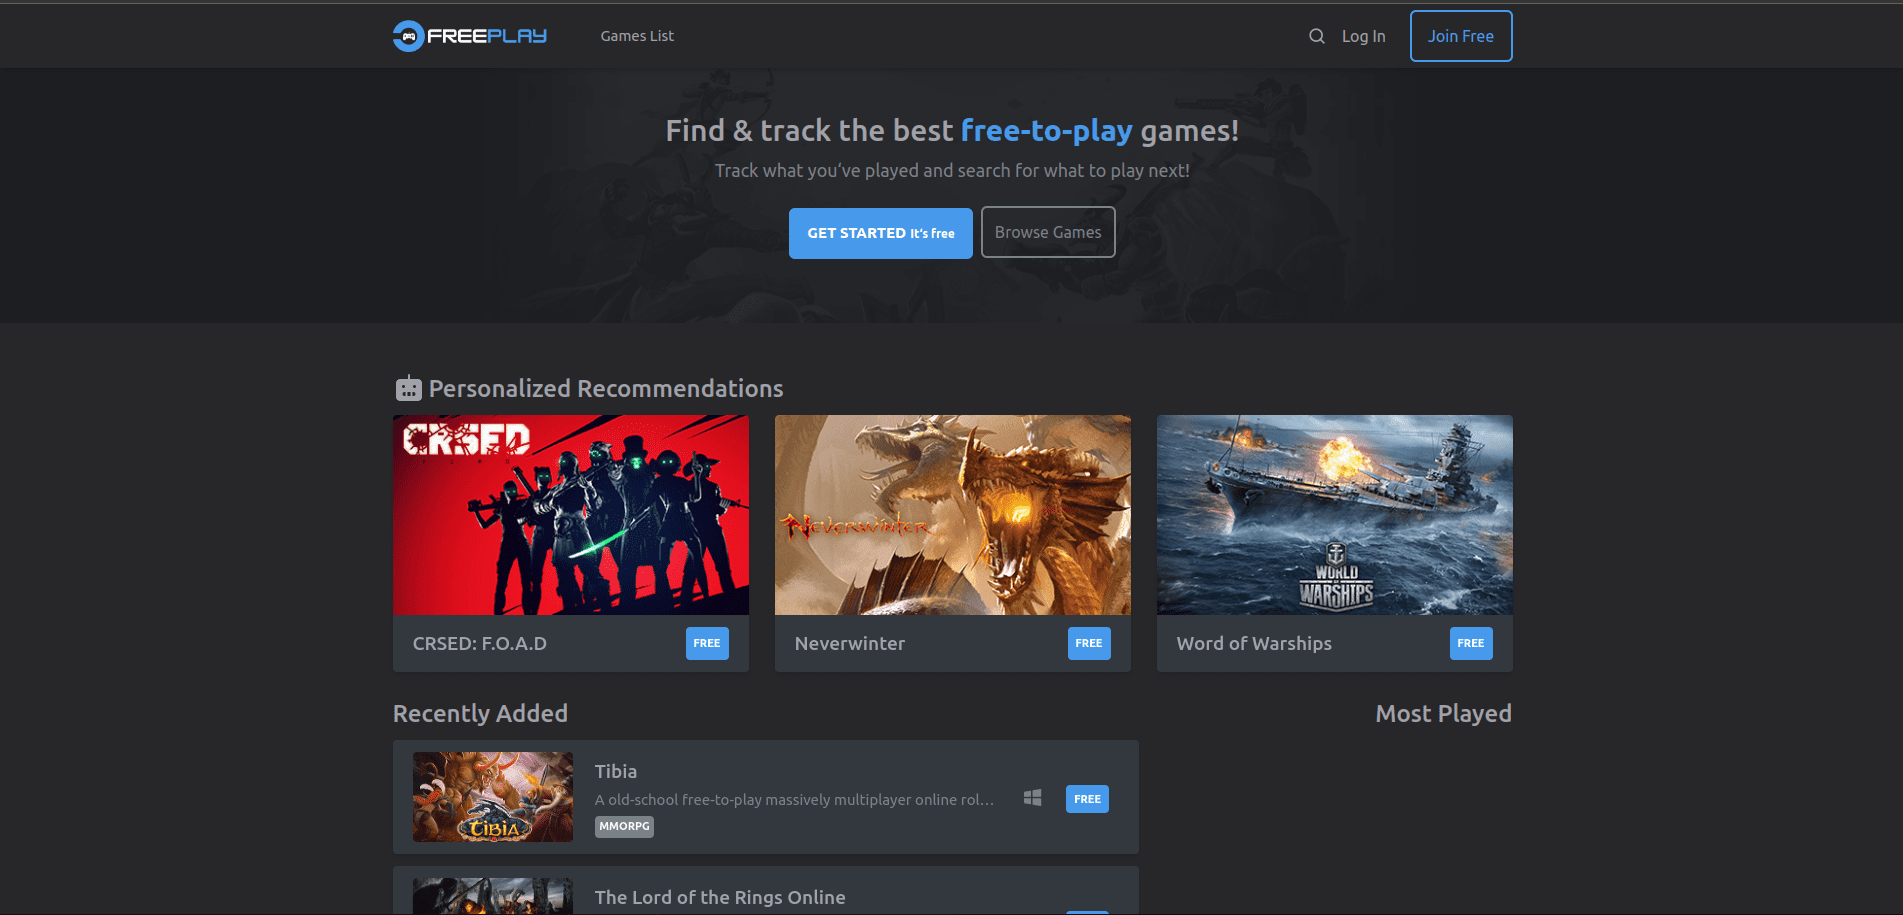 FREEPLAY
Games List
Log In
Join Free
Find & track the best free-to-play games!
Track what you've played and search for what to play next!
GET STARTED It's free
Browse Games
Personalized Recommendations
CRSED
NEVERWINTER
WORLD OF WARSHIPS
CRSED: F.O.A.D
FREE
Neverwinter
FREE
Word of Warships
FREE
Recently Added
Most Played
TIBIA
Tibia
A old-school free-to-play massively multiplayer online rol...
MMORPG
FREE
The Lord of the Rings Online